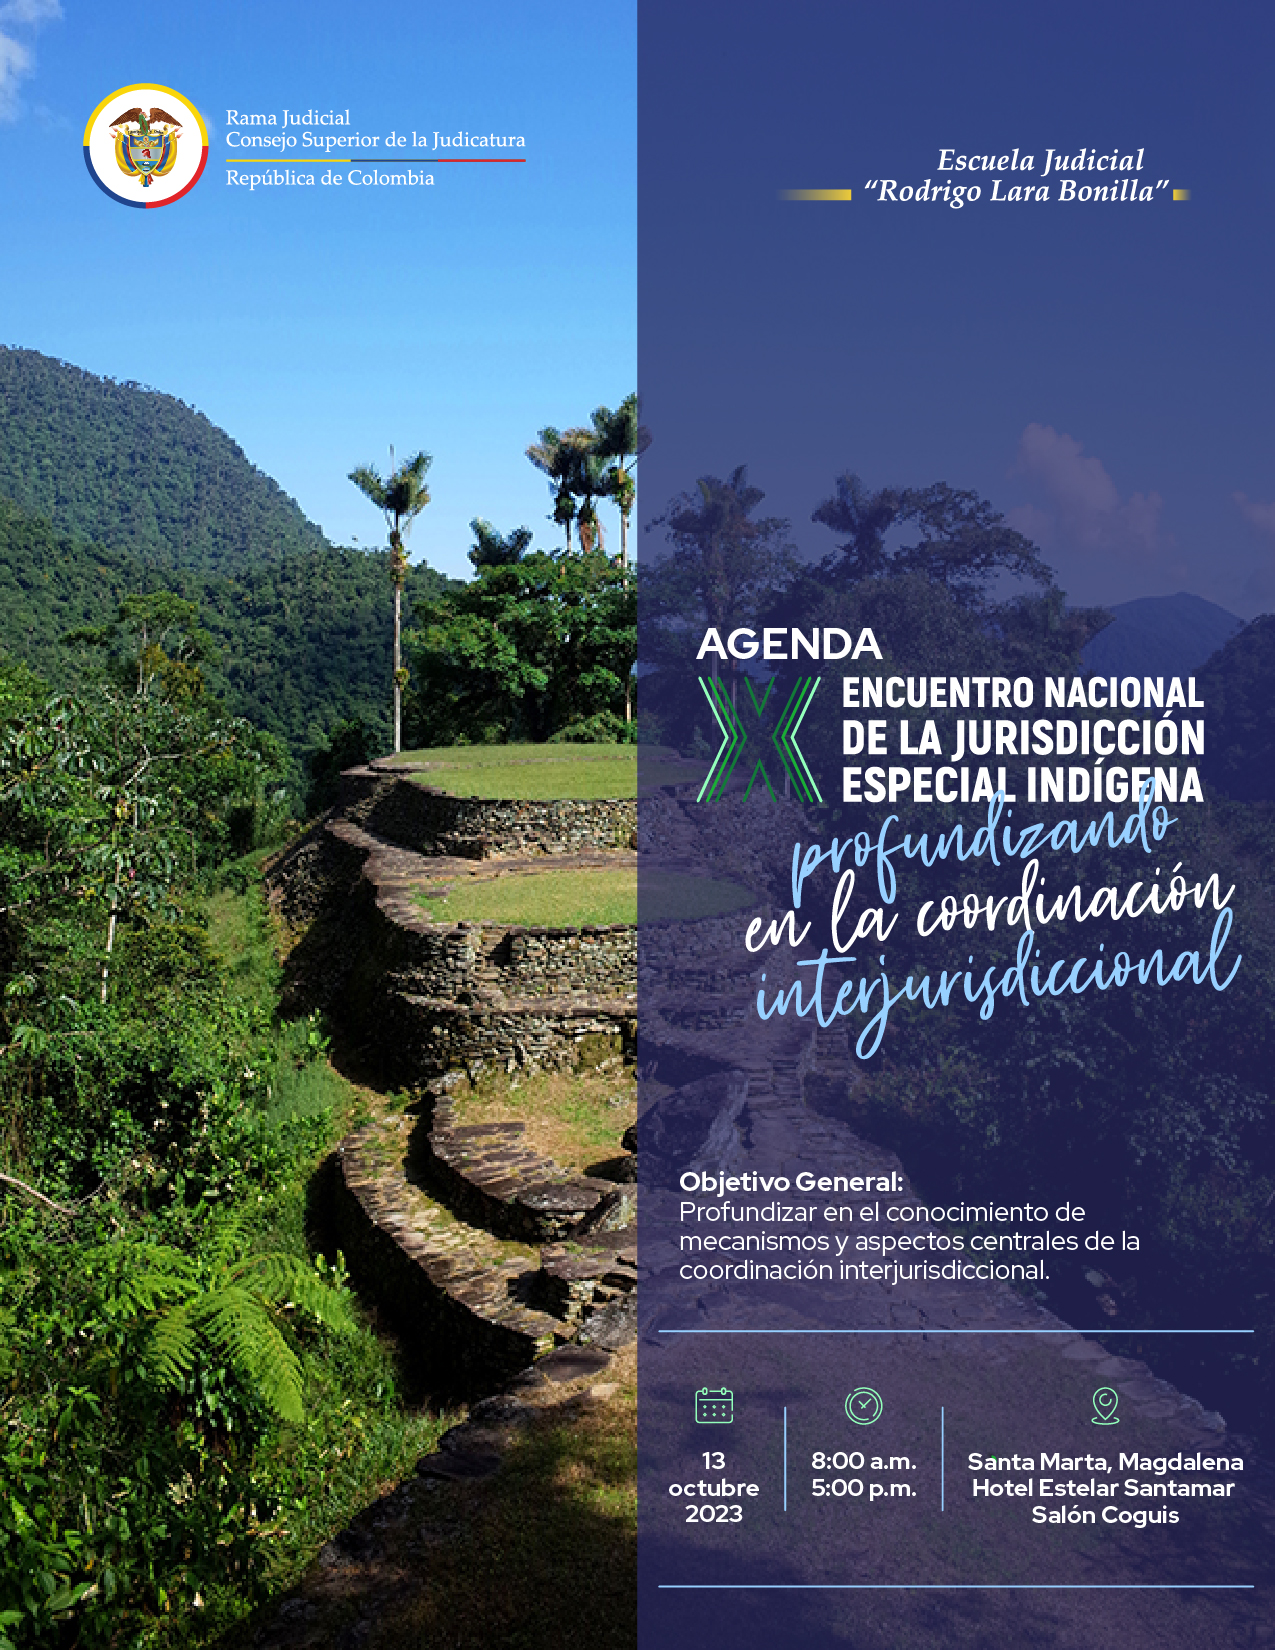 Rama Judicial
Consejo Superior de la Judicatura
República de Colombia
Escuela Judicial
“Rodrigo Lara Bonilla”
AGENDA
X ENCUENTRO NACIONAL
DE LA JURISDICCIÓN
ESPECIAL INDÍGENA
profundizando
en la coordinación
interjurisdiccional
Objetivo General:
Profundizar en el conocimiento de
mecanismos y aspectos centrales de la
coordinación interjurisdiccional.
13
octubre
2023
8:00 a.m.
5:00 p.m.
Santa Marta, Magdalena
Hotel Estelar Santamar
Salón Coguis